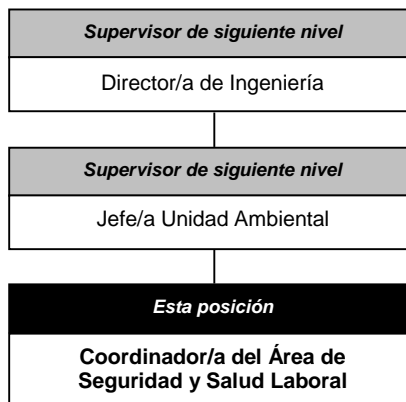 Supervisor de siguiente nivel
Director/a de Ingeniería
Supervisor de siguiente nivel
Jefe/a Unidad Ambiental
Esta posición
Coordinador/a del Área de
Seguridad y Salud Laboral